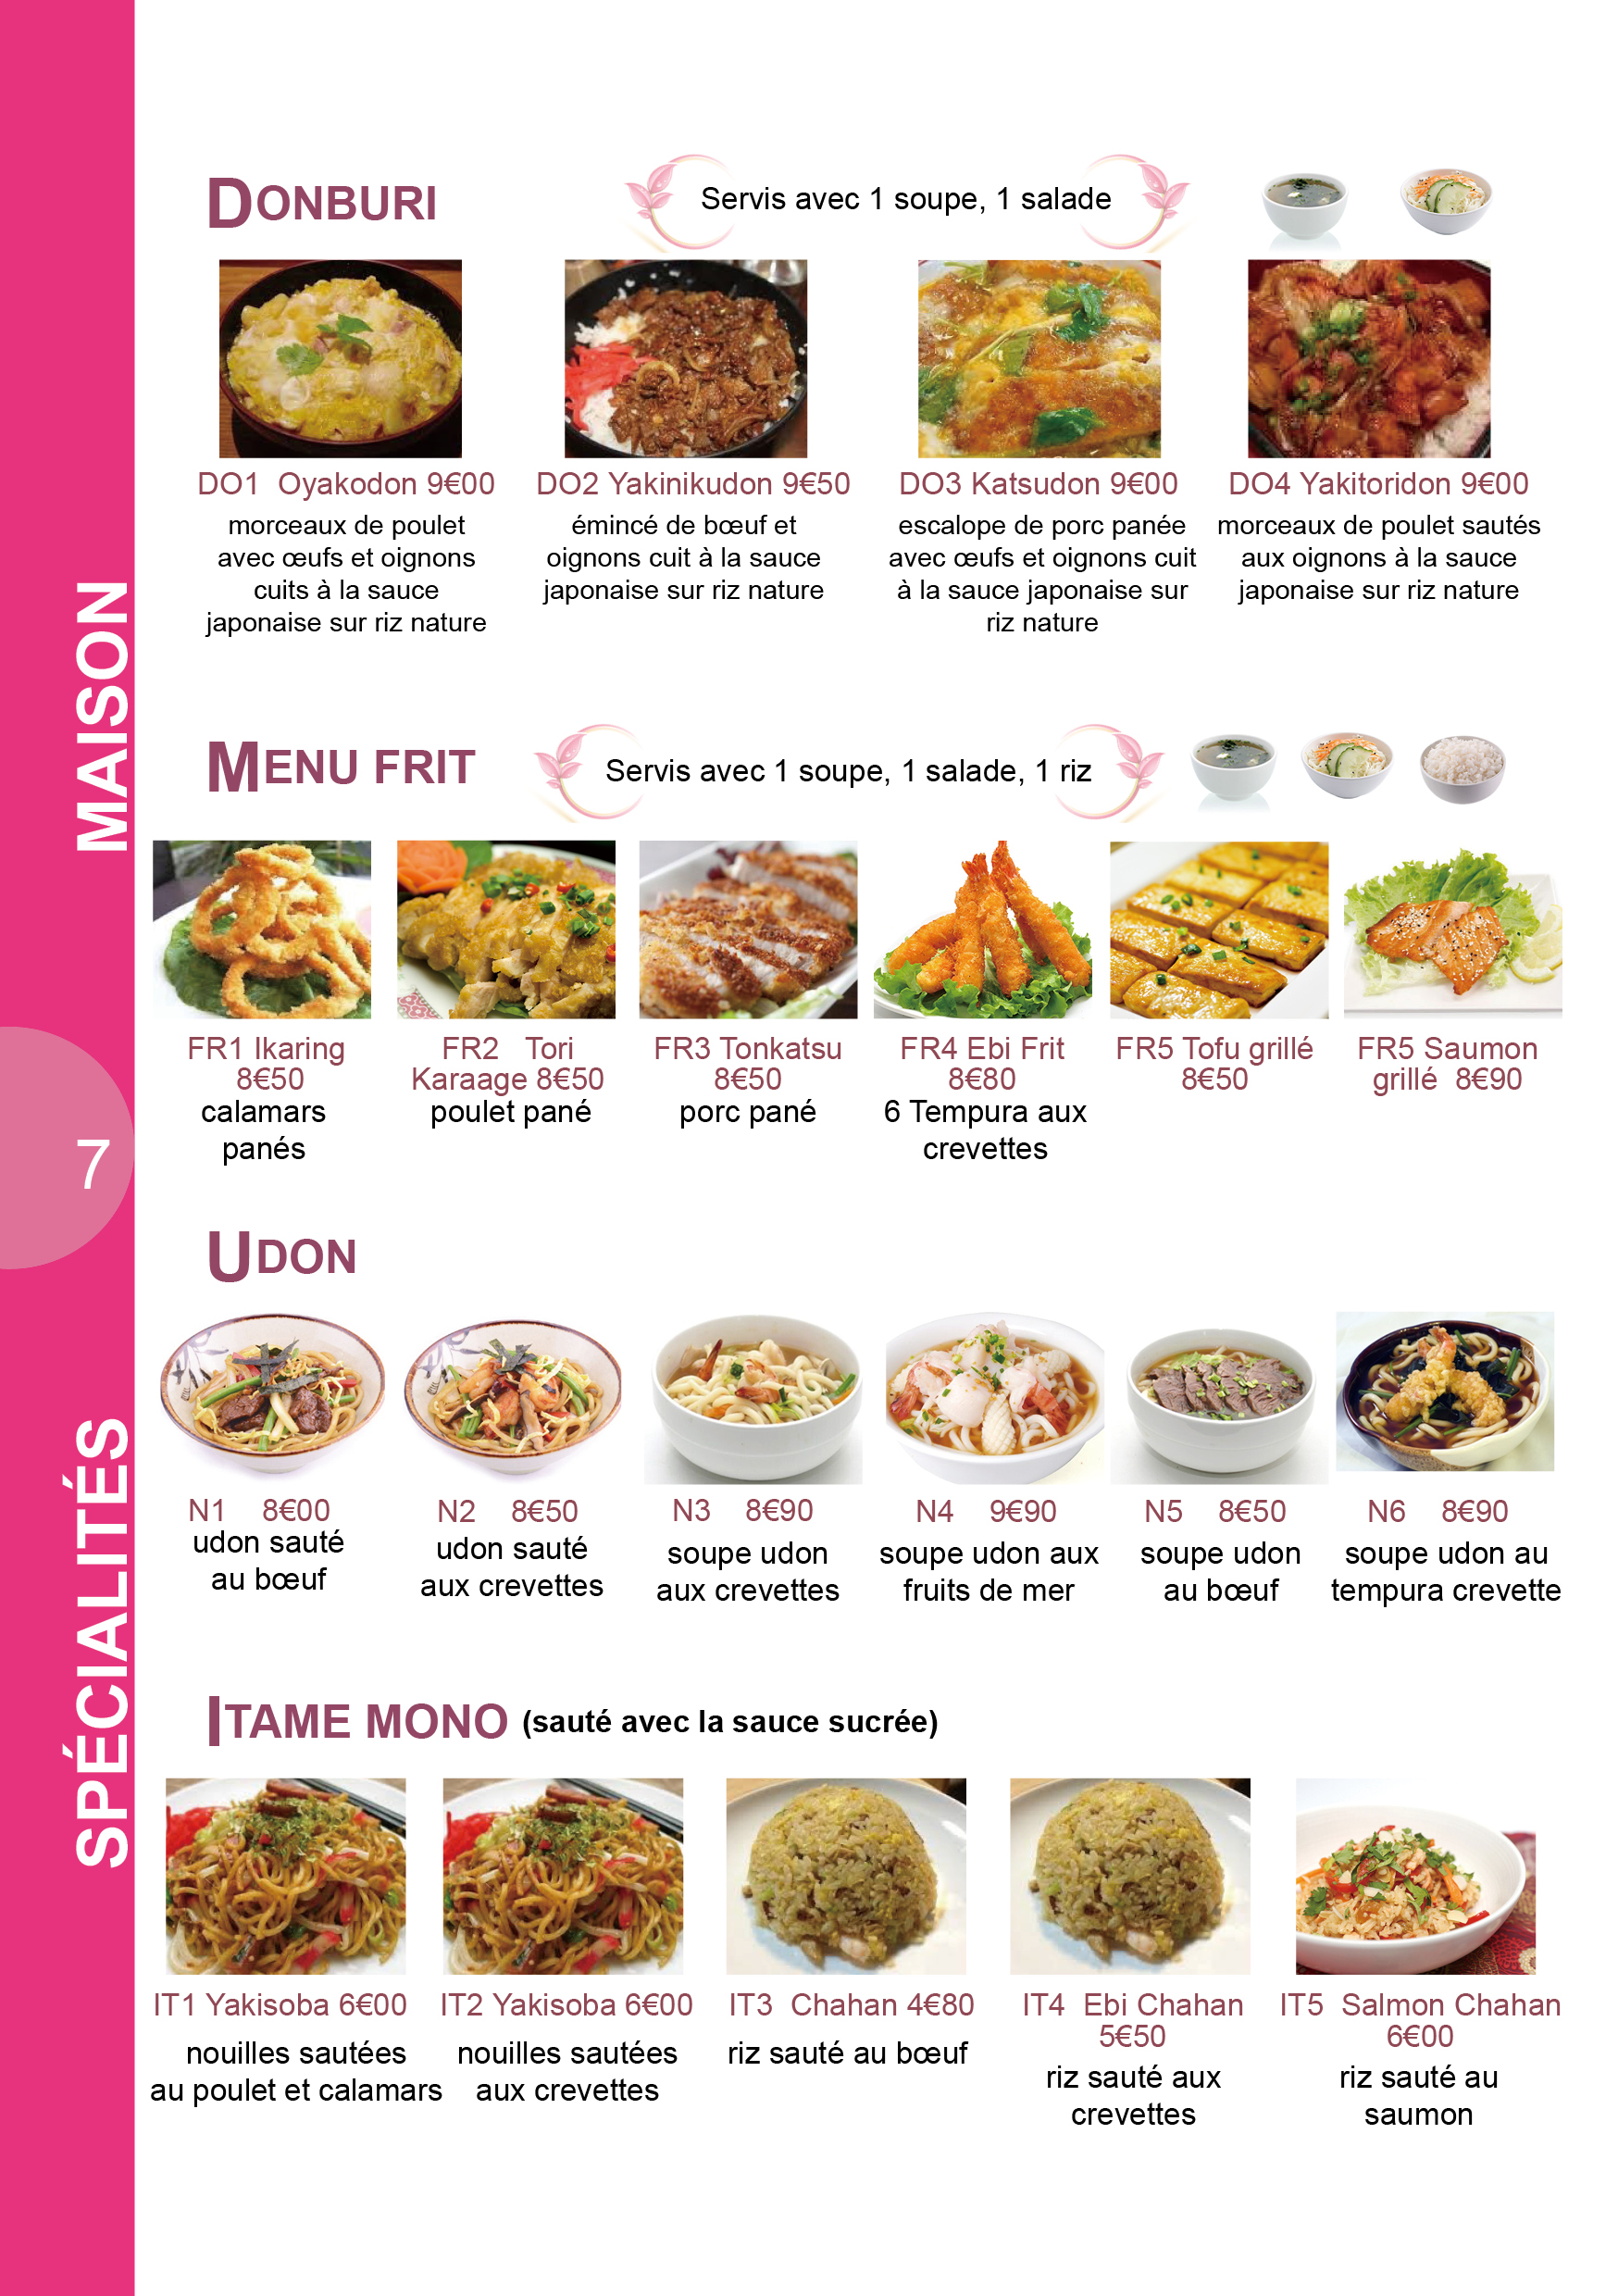 SPÉCIALITÉS MAISON
7
DONBURI
Servis avec 1 soupe, 1 salade
DO1 Oyakodon 9€00
morceaux de poulet
avec œufs et oignons
cuits à la sauce
japonaise sur riz nature
DO2 Yakinikudon 9€50
émincé de bœuf et
oignons cuit à la sauce
japonaise sur riz nature
DO3 Katsudon 9€00
escalope de porc panée
avec œufs et oignons cuit
à la sauce japonaise sur
riz nature
DO4 Yakitoridon 9€00
morceaux de poulet sautés
aux oignons à la sauce
japonaise sur riz nature
MENU FRIT
Servis avec 1 soupe, 1 salade, 1 riz
FR1 Ikaring
8€50
calamars
panés
FR2 Tori
Karaage 8€50
poulet pané
FR3 Tonkatsu
8€50
porc pané
FR4 Ebi Frit
8€80
6 Tempura aux
crevettes
FR5 Tofu grillé
8€50
FR5 Saumon
grillé 8€90
UDON
N1 8€00
udon sauté
au bœuf
N2 8€50
udon sauté
aux crevettes
N3 8€90
soupe udon
aux crevettes
N4 9€90
soupe udon aux
fruits de mer
N5 8€50
soupe udon
au bœuf
N6 8€90
soupe udon au
tempura crevette
ITAME MONO (sauté avec la sauce sucrée)
IT1 Yakisoba 6€00
nouilles sautées
au poulet et calamars
IT2 Yakisoba 6€00
nouilles sautées
aux crevettes
IT3 Chahan 4€80
riz sauté au bœuf
IT4 Ebi Chahan
5€50
riz sauté aux
crevettes
IT5 Salmon Chahan
6€00
riz sauté au
saumon